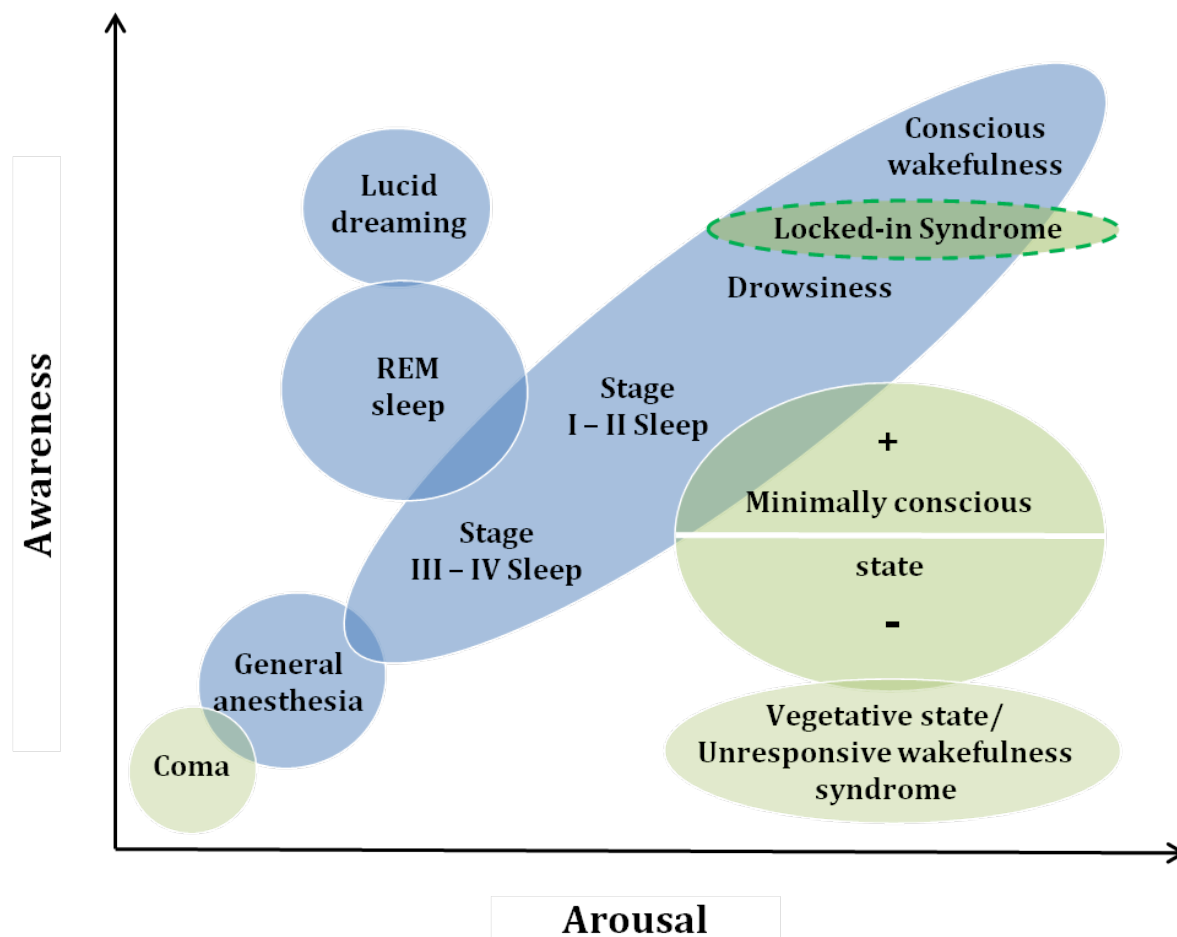 Conscious
wakefulness
Lucid
dreaming
Locked-in Syndrome
Drowsiness
REM
sleep
Stage
I – II Sleep
+
Minimally conscious
state
-
Stage
III – IV Sleep
General
anesthesia
Vegetative state/
Unresponsive wakefulness
syndrome
Coma
Awareness
Arousal